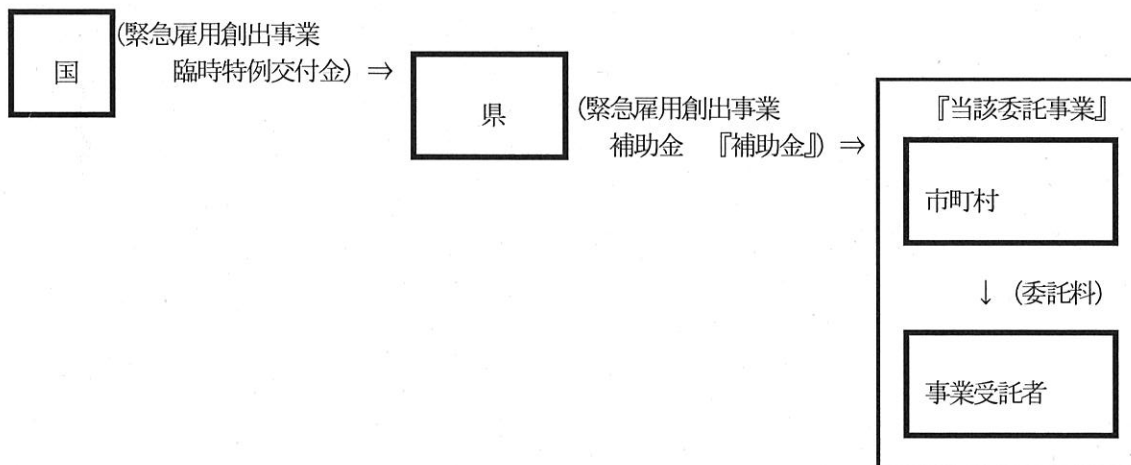 国
(緊急雇用創出事業
臨時特例交付金) ⇒
県
(緊急雇用創出事業
補助金 『補助金』) ⇒
『当該委託事業』
市町村
↓ (委託料)
事業受託者